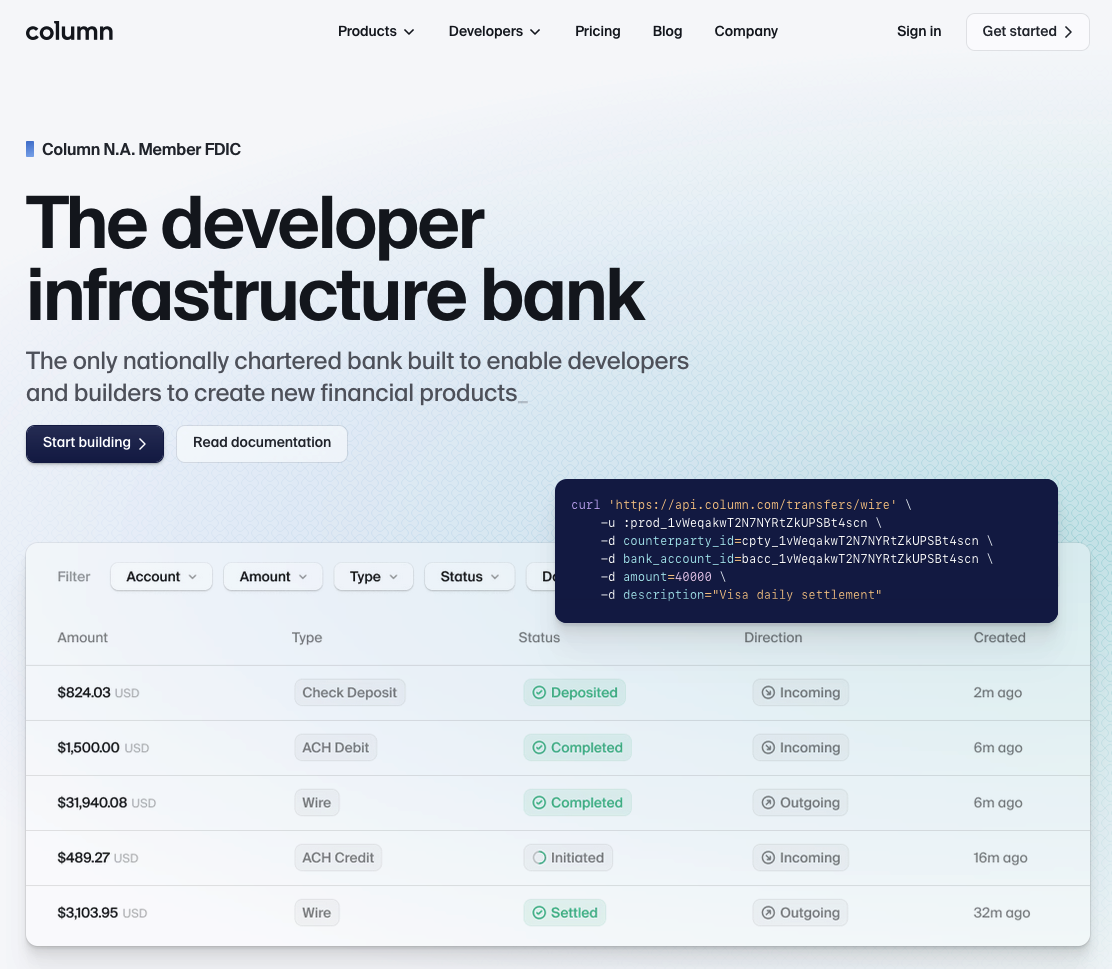 column
Products
Developers
Pricing
Blog
Company
Sign in
Get started
Column N.A. Member FDIC
The developer
infrastructure bank
The only nationally chartered bank built to enable developers
and builders to create new financial products_
Start building
Read documentation
curl 'https://api.column.com/transfers/wire' \
-u :prod_1vWeqakwT2N7NYRtZkUPSBt4scn \
-d counterparty_id=cpty_1vWeqakwT2N7NYRtZkUPSBt4scn \
-d bank_account_id=bacc_1vWeqakwT2N7NYRtZkUPSBt4scn \
-d amount=40000 \
-d description="Visa daily settlement"
Filter Account Amount Type Status
Amount Type Status Direction Created
$824.03 USD Check Deposit Deposited Incoming 2m ago
$1,500.00 USD ACH Debit Completed Incoming 6m ago
$31,940.08 USD Wire Completed Outgoing 6m ago
$489.27 USD ACH Credit Initiated Incoming 16m ago
$3,103.95 USD Wire Settled Outgoing 32m ago